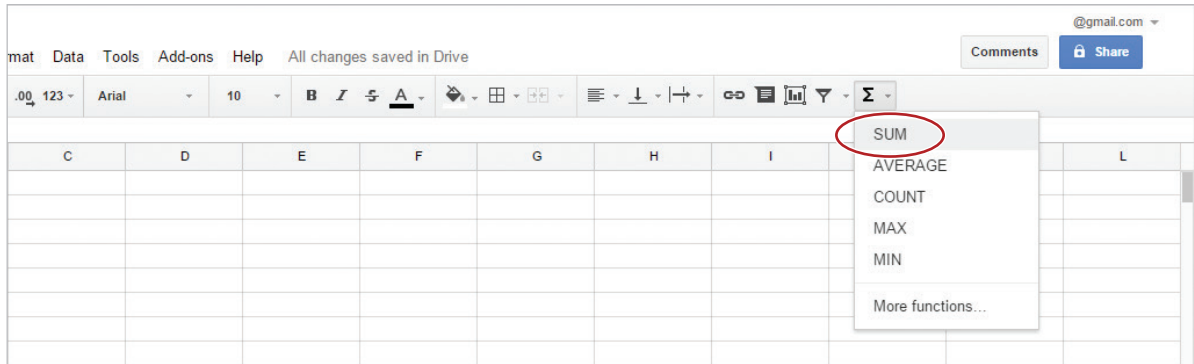 @gmail.com
Comments
Share
rmat Data Tools Add-ons Help All changes saved in Drive
.00 123 Arial 10 B I S A Σ
SUM
C D E F G H I L
AVERAGE
COUNT
MAX
MIN
More functions...